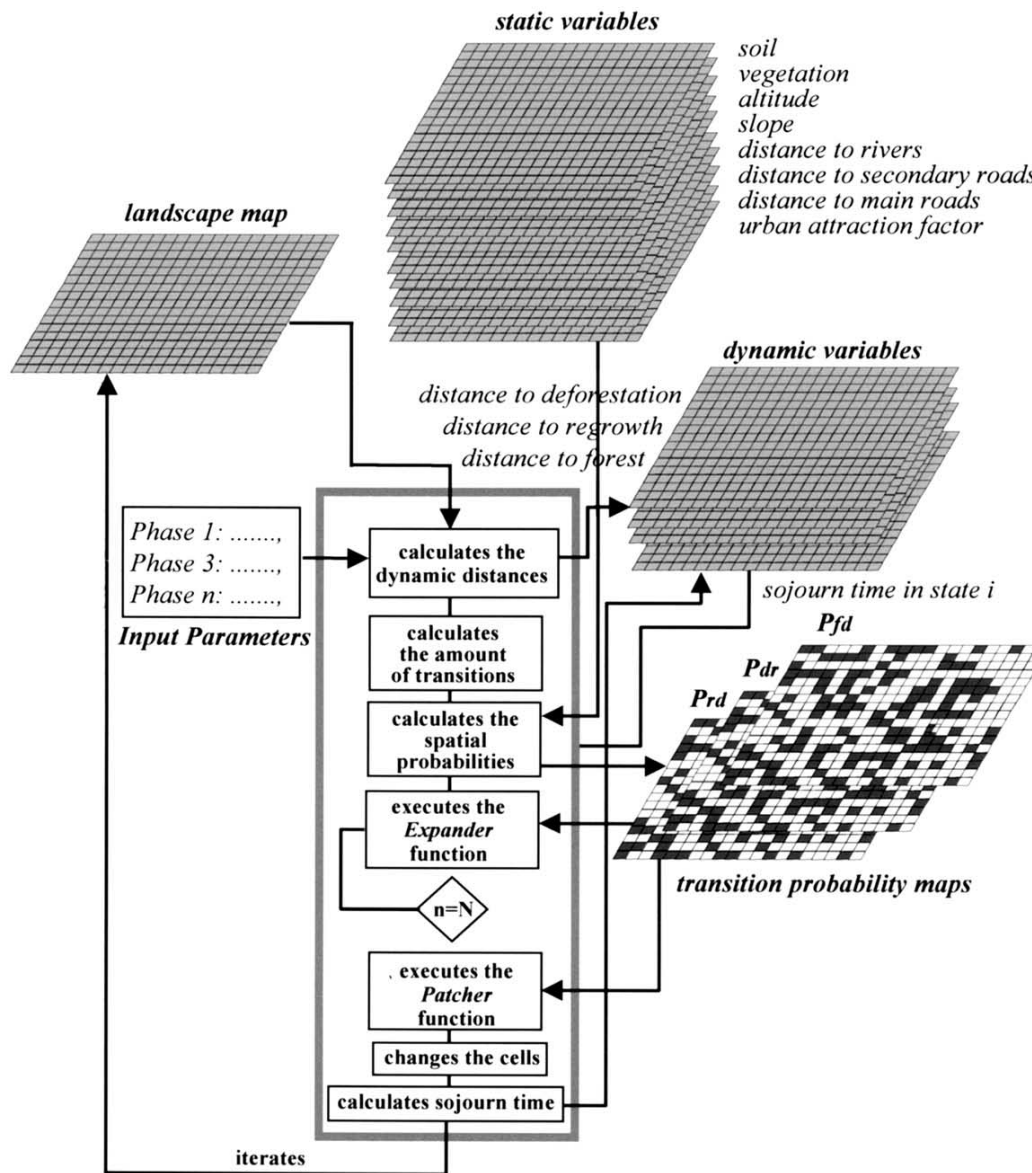 static variables
soil
vegetation
altitude
slope
distance to rivers
distance to secondary roads
distance to main roads
urban attraction factor
landscape map
dynamic variables
distance to deforestation
distance to regrowth
distance to forest
Phase 1: .......,
Phase 3: .......,
Phase n: .......,
Input Parameters
calculates the
dynamic distances
sojourn time in state i
calculates
the amount
of transitions
Pfd
Pdr
Prd
calculates the
spatial
probabilities
executes the
Expander
function
transition probability maps
n=N
executes the
Patcher
function
changes the cells
calculates sojourn time
iterates